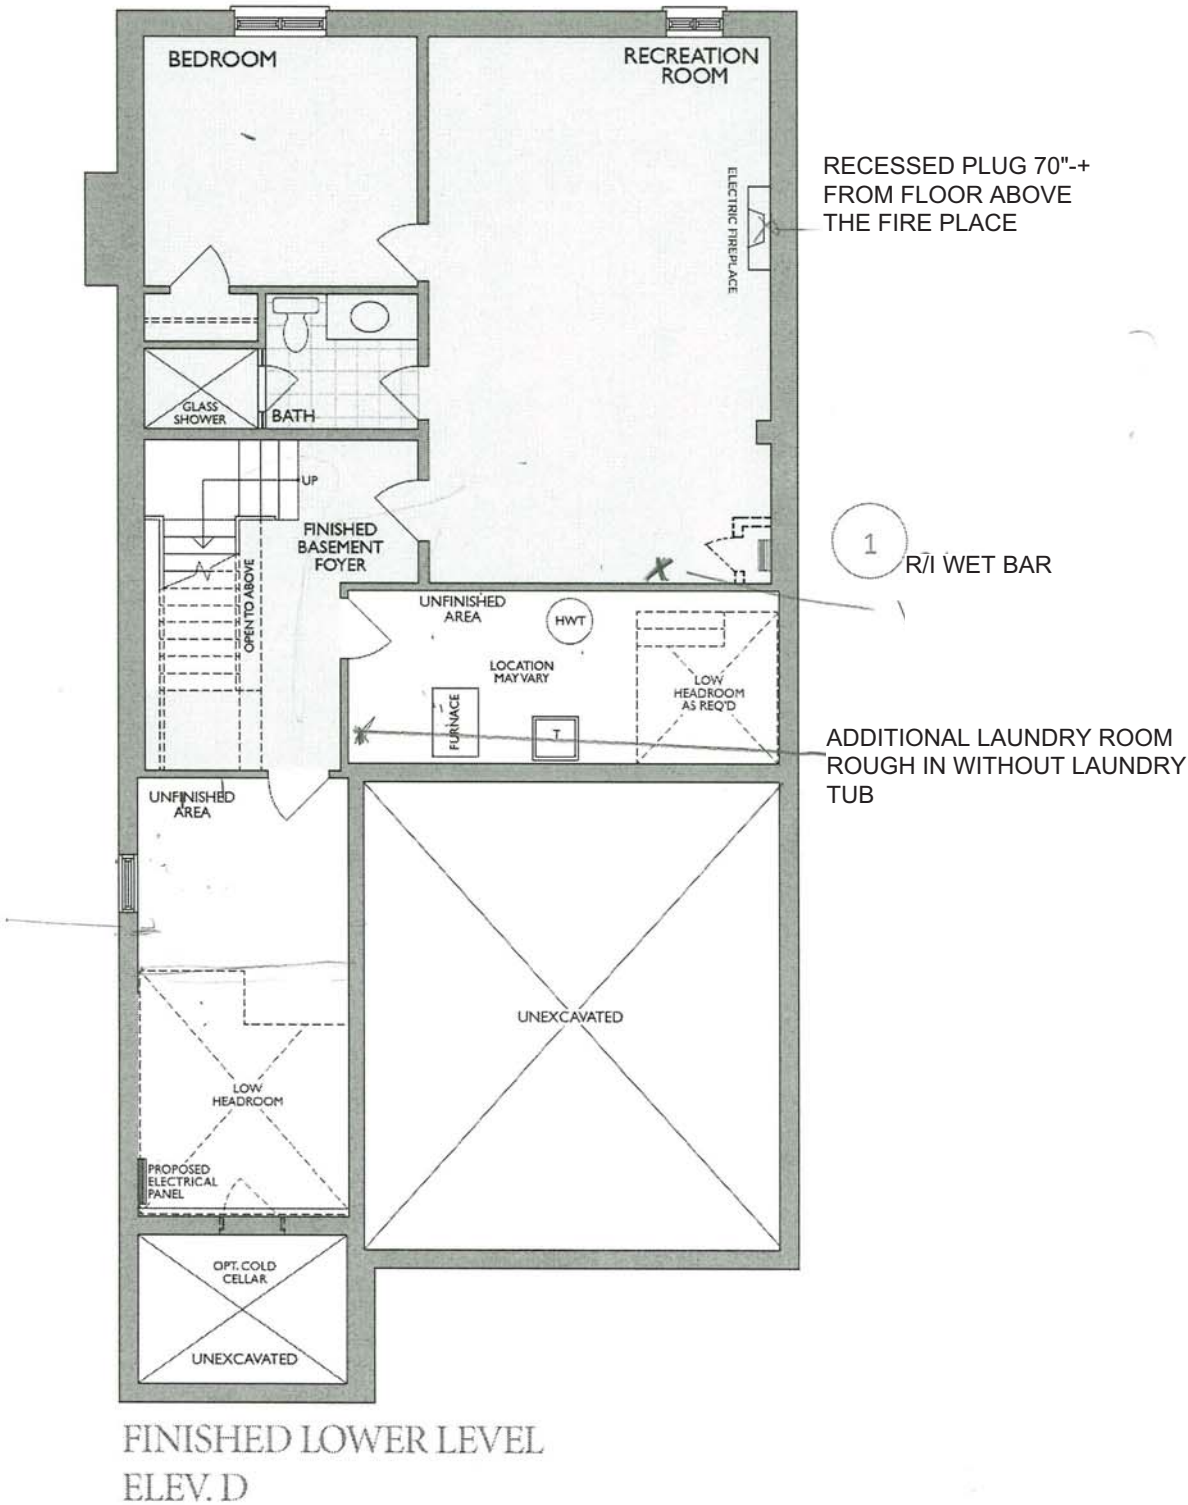 BEDROOM
RECREATION
ROOM
RECESSED PLUG 70"-+
FROM FLOOR ABOVE
THE FIRE PLACE
ELECTRIC FIREPLACE
GLASS
SHOWER
BATH
UP
FINISHED
BASEMENT
FOYER
OPEN TO ABOVE
1
R/I WET BAR
UNFINISHED
AREA
HWT
LOCATION
MAY VARY
LOW
HEADROOM
AS REQ'D
FURNACE
T
ADDITIONAL LAUNDRY ROOM
ROUGH IN WITHOUT LAUNDRY
TUB
UNFINISHED
AREA
UNEXCAVATED
LOW
HEADROOM
PROPOSED
ELECTRICAL
PANEL
OPT. COLD
CELLAR
UNEXCAVATED
FINISHED LOWER LEVEL
ELEV. D